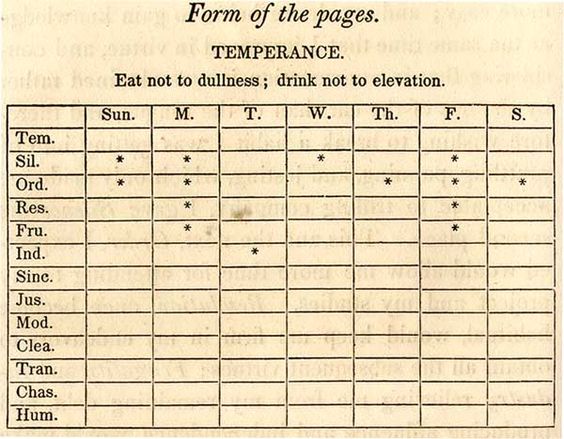 Form of the pages.
TEMPERANCE.
Eat not to dullness; drink not to elevation.
Sun. M. T. W. Th. F. S.
Tem.
Sil. * * * *
Ord. * * * * *
Res. * *
Fru. * *
Ind. *
Sinc.
Jus.
Mod.
Clea.
Tran.
Chas.
Hum.